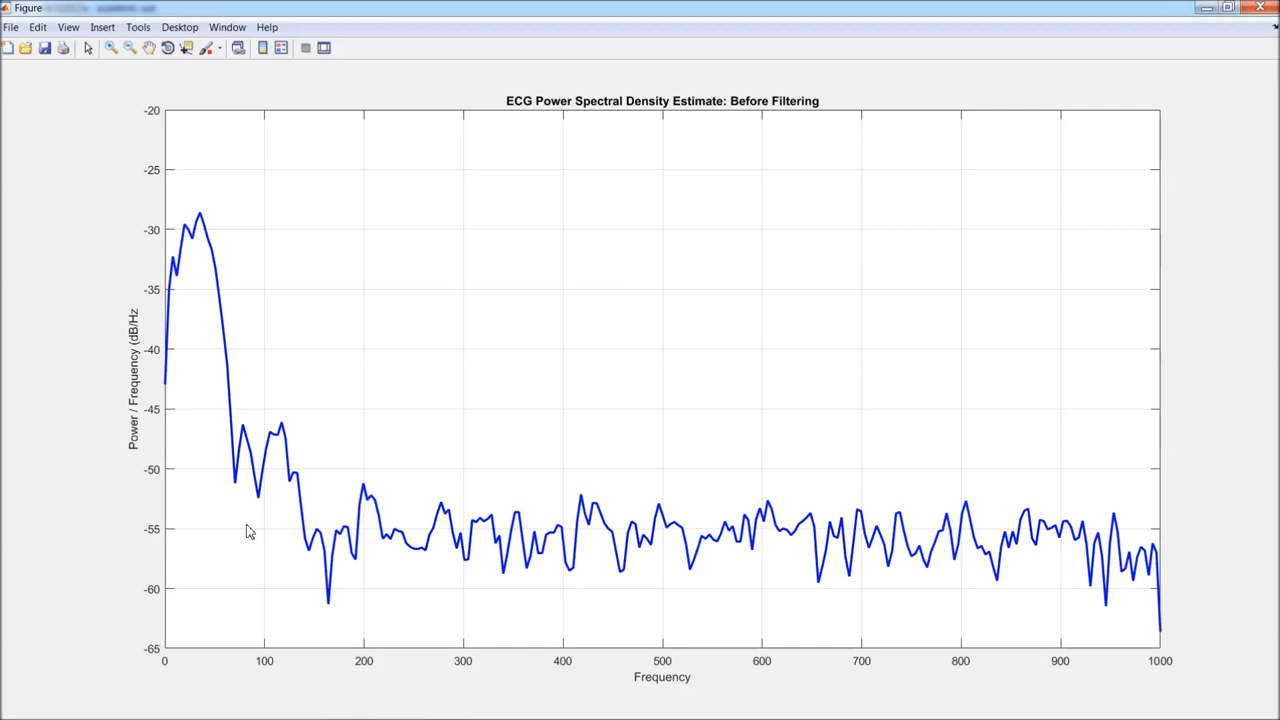 Figure
File Edit View Insert Tools Desktop Window Help
ECG Power Spectral Density Estimate: Before Filtering
-20
-25
-30
-35
-40
-45
-50
-55
-60
-65
Power / Frequency (dB/Hz
0 100 200 300 400 500 600 700 800 900 1000
Frequency